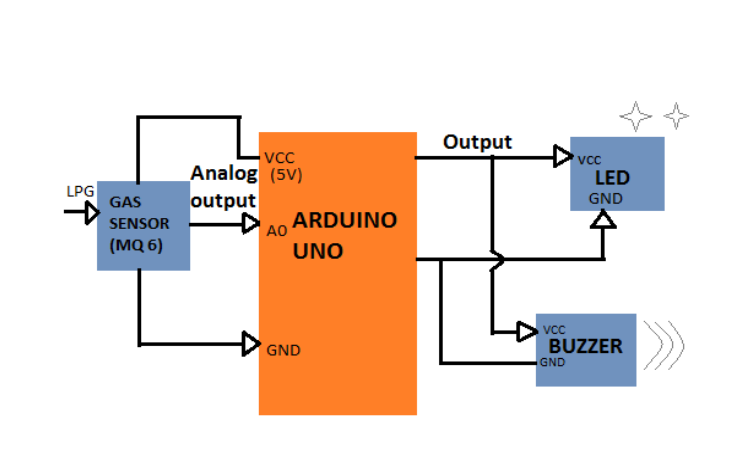 LPG
GAS
SENSOR
(MQ 6)
Analog
output
VCC
(5V)
A0
GND
ARDUINO
UNO
Output
VCC
LED
GND
VCC
BUZZER
GND